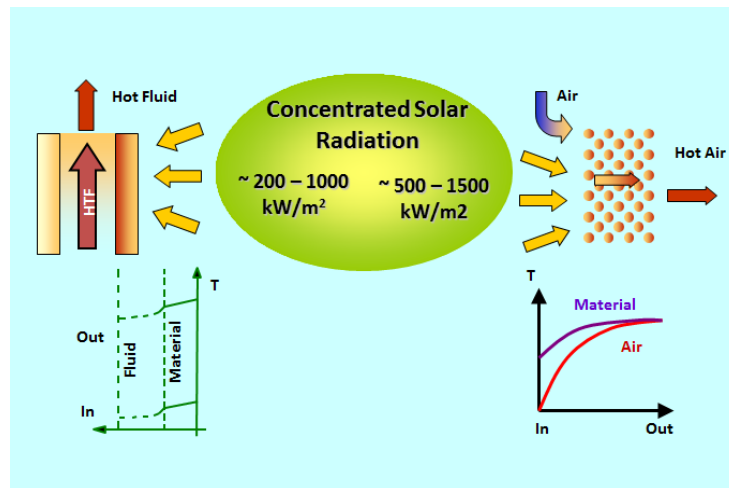 Hot Fluid
HTF
Concentrated Solar
Radiation
~ 200 – 1000
kW/m²
~ 500 – 1500
kW/m2
Air
Hot Air
T
Out
In
Fluid
Material
T
Material
Air
In
Out